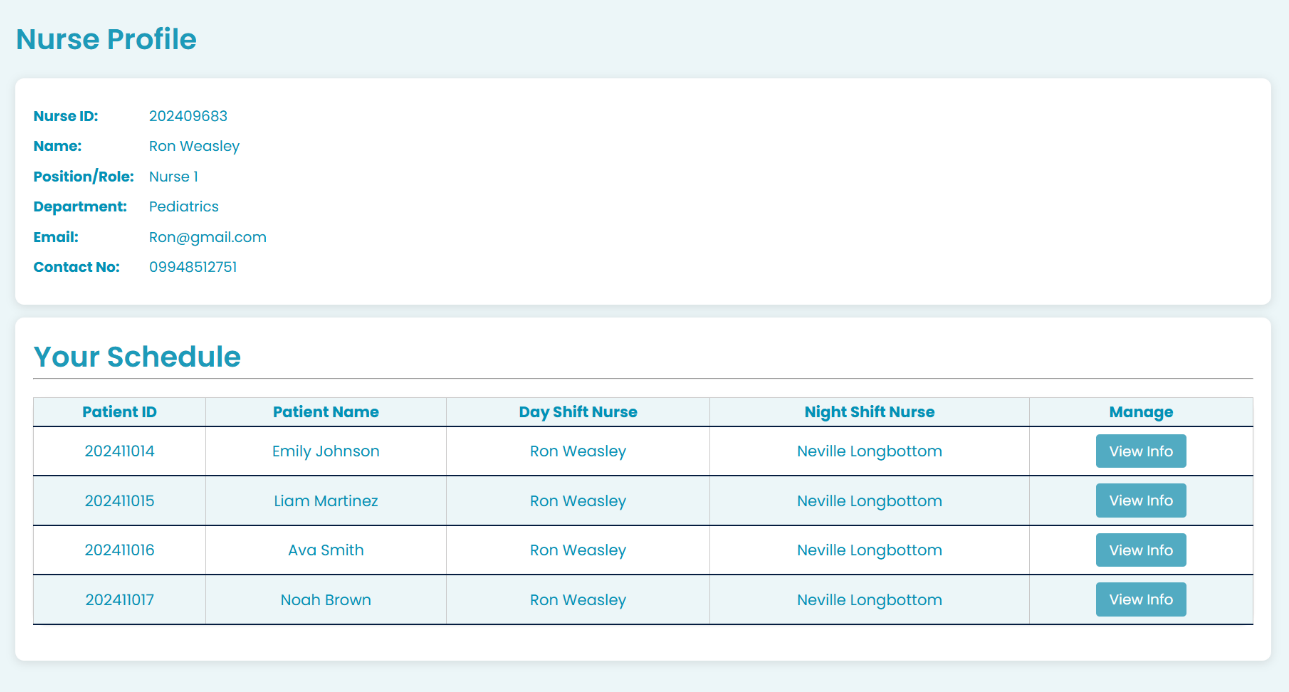 Nurse Profile
Nurse ID: 202409683
Name: Ron Weasley
Position/Role: Nurse 1
Department: Pediatrics
Email: Ron@gmail.com
Contact No: 09948512751
Your Schedule
Patient ID Patient Name Day Shift Nurse Night Shift Nurse Manage
202411014 Emily Johnson Ron Weasley Neville Longbottom View Info
202411015 Liam Martinez Ron Weasley Neville Longbottom View Info
202411016 Ava Smith Ron Weasley Neville Longbottom View Info
202411017 Noah Brown Ron Weasley Neville Longbottom View Info